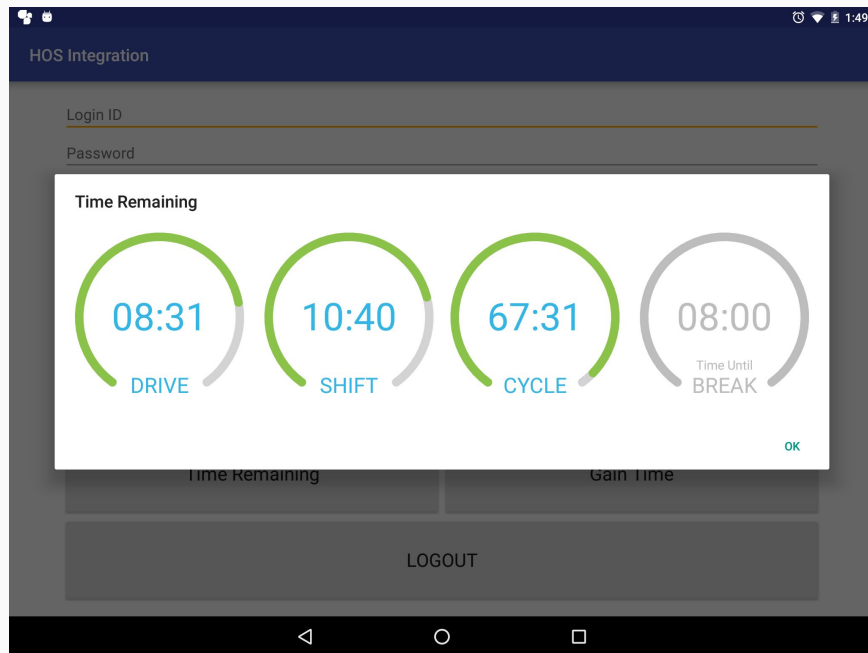 1:49
HOS Integration
Login ID
Password
Time Remaining
08:31
DRIVE
10:40
SHIFT
67:31
CYCLE
08:00
Time Until
BREAK
OK
Time Remaining
Gain Time
LOGOUT